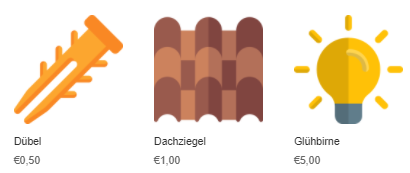 Dübel
€0,50
Dachziegel
€1,00
Glühbirne
€5,00